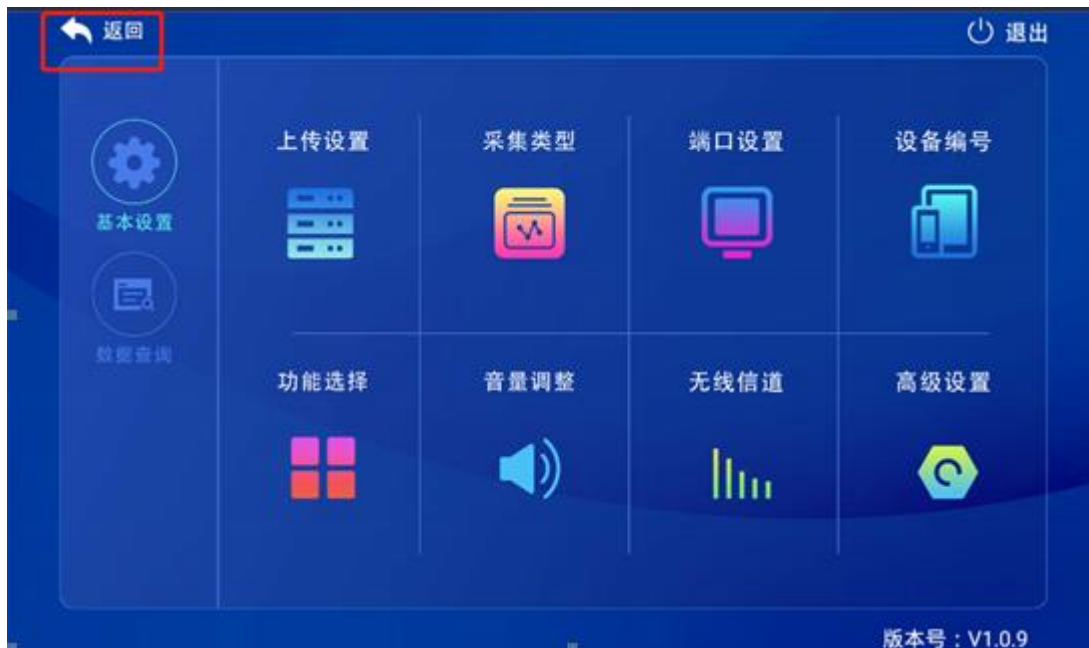 返回
退出
上传设置
采集类型
端口设置
设备编号
基本设置
数据查询
功能选择
音量调整
无线信道
高级设置
版本号：V1.0.9